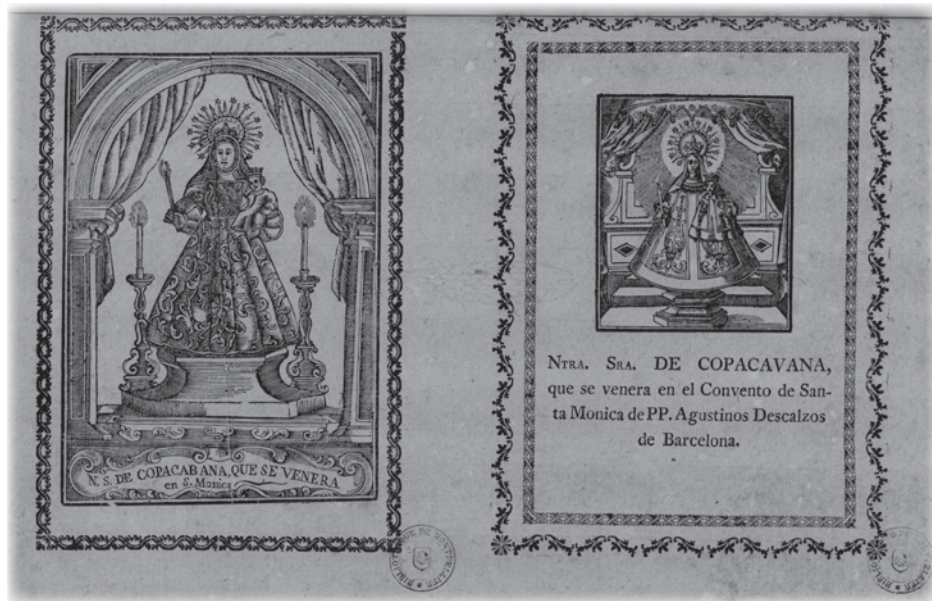 N. S. DE COPACABANA, QUE SE VENERA
en S. Monica
NTRA. SRA. DE COPACAVANA,
que se venera en el Convento de San-
ta Monica de PP. Agustinos Descalzos
de Barcelona.